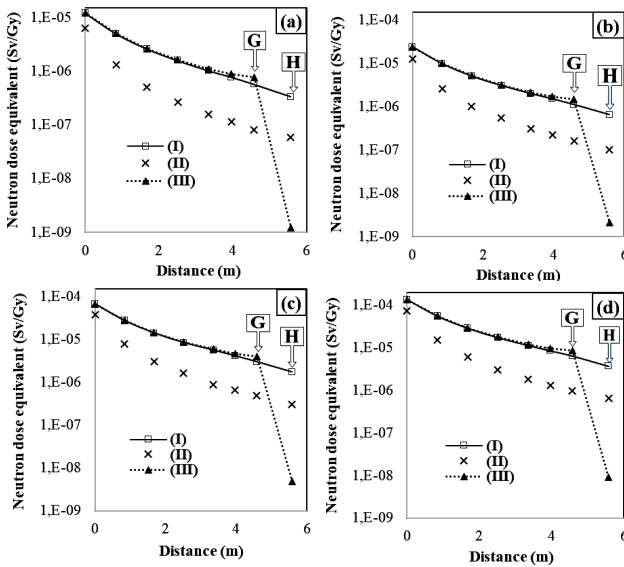 Neutron dose equivalent (Sv/Gy)
1,E-05
1,E-06
1,E-07
1,E-08
1,E-09
(a)
G
H
(I)
(II)
(III)
0 2 4 6
Distance (m)
Neutron dose equivalent (Sv/Gy)
1,E-04
1,E-05
1,E-06
1,E-07
1,E-08
1,E-09
(b)
G
H
(I)
(II)
(III)
0 2 4 6
Distance (m)
Neutron dose equivalent (Sv/Gy)
1,E-04
1,E-05
1,E-06
1,E-07
1,E-08
1,E-09
(c)
G
H
(I)
(II)
(III)
0 2 4 6
Distance (m)
Neutron dose equivalent (Sv/Gy)
1,E-04
1,E-05
1,E-06
1,E-07
1,E-08
1,E-09
(d)
G
H
(I)
(II)
(III)
0 2 4 6
Distance (m)